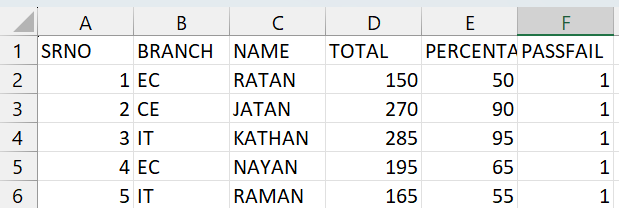 A B C D E F
1 SRNO BRANCH NAME TOTAL PERCENTA PASSFAIL
2 1 EC RATAN 150 50 1
3 2 CE JATAN 270 90 1
4 3 IT KATHAN 285 95 1
5 4 EC NAYAN 195 65 1
6 5 IT RAMAN 165 55 1